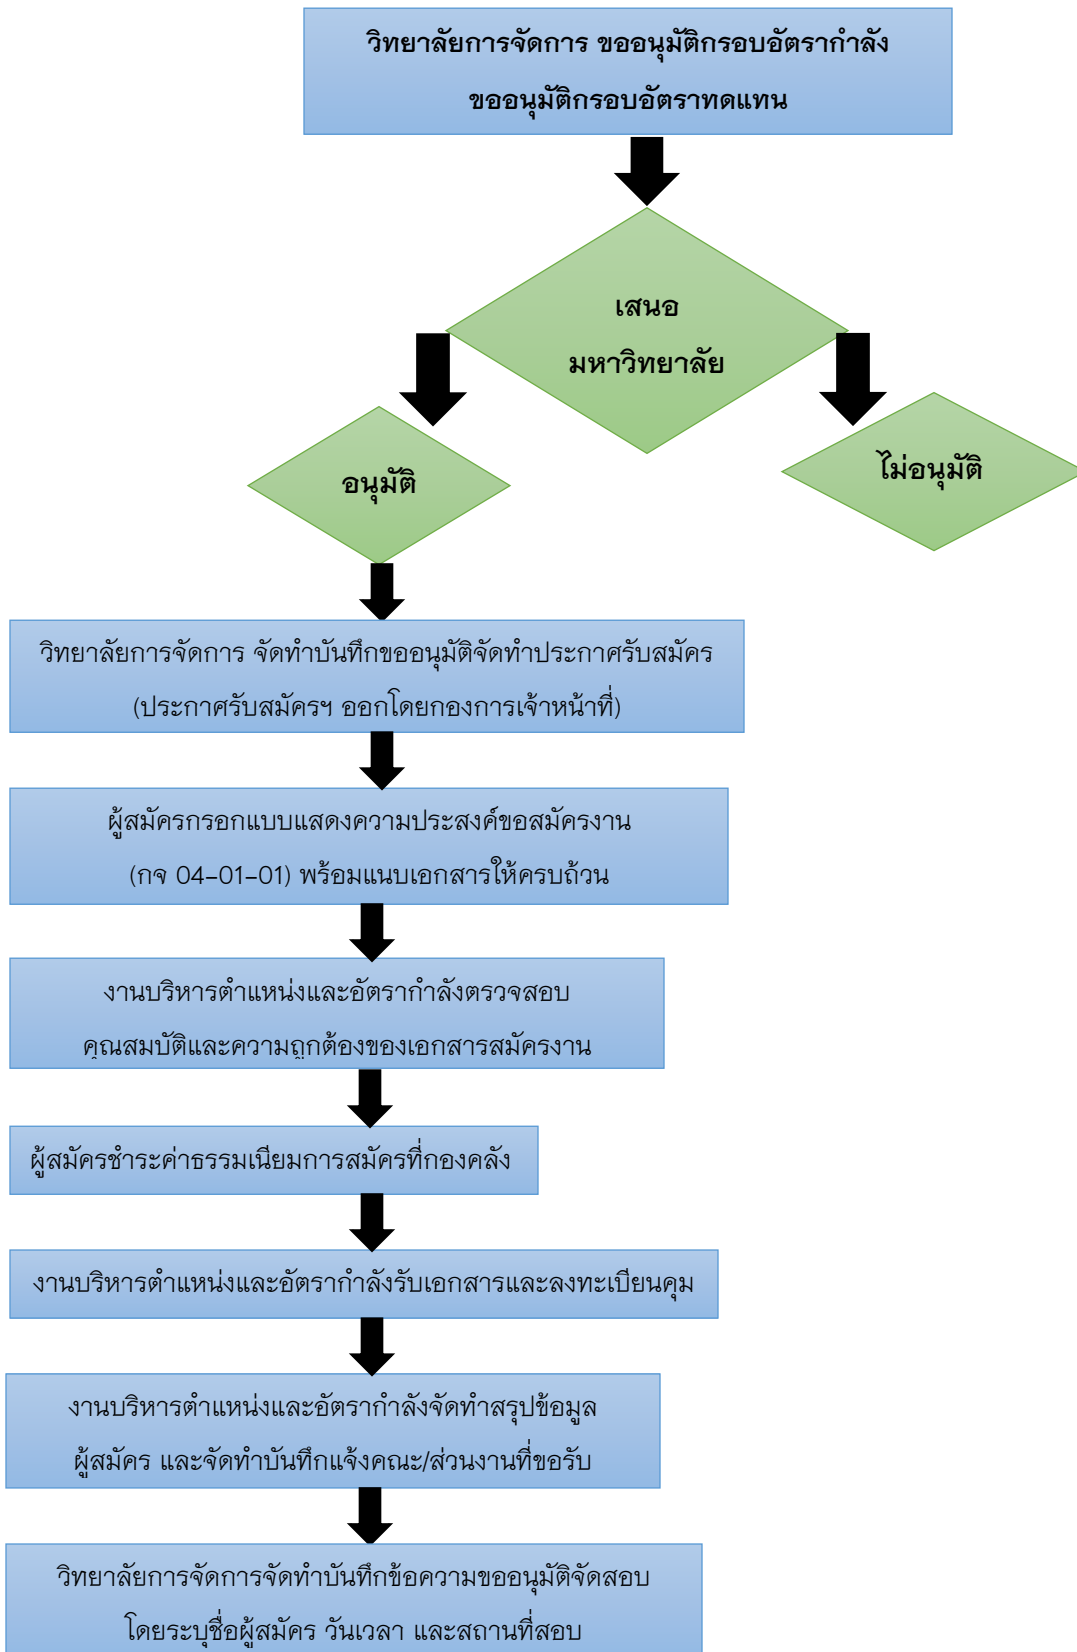 วิทยาลัยการจัดการ ขออนุมัติกรอบอัตรากำลัง
ขออนุมัติกรอบอัตราทดแทน
เสนอ
มหาวิทยาลัย
อนุมัติ
ไม่อนุมัติ
วิทยาลัยการจัดการ จัดทำบันทึกขออนุมัติจัดทำประกาศรับสมัคร
(ประกาศรับสมัครฯ ออกโดยกองการเจ้าหน้าที่)
ผู้สมัครกรอกแบบแสดงความประสงค์ขอสมัครงาน
(กจ 04-01-01) พร้อมแนบเอกสารให้ครบถ้วน
งานบริหารตำแหน่งและอัตรากำลังตรวจสอบ
คุณสมบัติและความถูกต้องของเอกสารสมัครงาน
ผู้สมัครชำระค่าธรรมเนียมการสมัครที่กองคลัง
งานบริหารตำแหน่งและอัตรากำลังรับเอกสารและลงทะเบียนคุม
งานบริหารตำแหน่งและอัตรากำลังจัดทำสรุปข้อมูล
ผู้สมัคร และจัดทำบันทึกแจ้งคณะ/ส่วนงานที่ขอรับ
วิทยาลัยการจัดการจัดทำบันทึกข้อความขออนุมัติจัดสอบ
โดยระบุชื่อผู้สมัคร วันเวลา และสถานที่สอบ